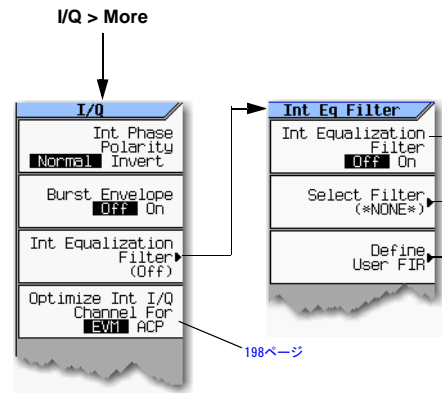 I/Q > More
I/Q
Int Phase
Polarity
Normal Invert
Burst Envelope
Off On
Int Equalization
Filter
(Off)
Optimize Int I/Q
Channel For
EVM ACP
Int Eq Filter
Int Equalization
Filter
Off On
Select Filter
(*NONE*)
Define
User FIR
198ページ